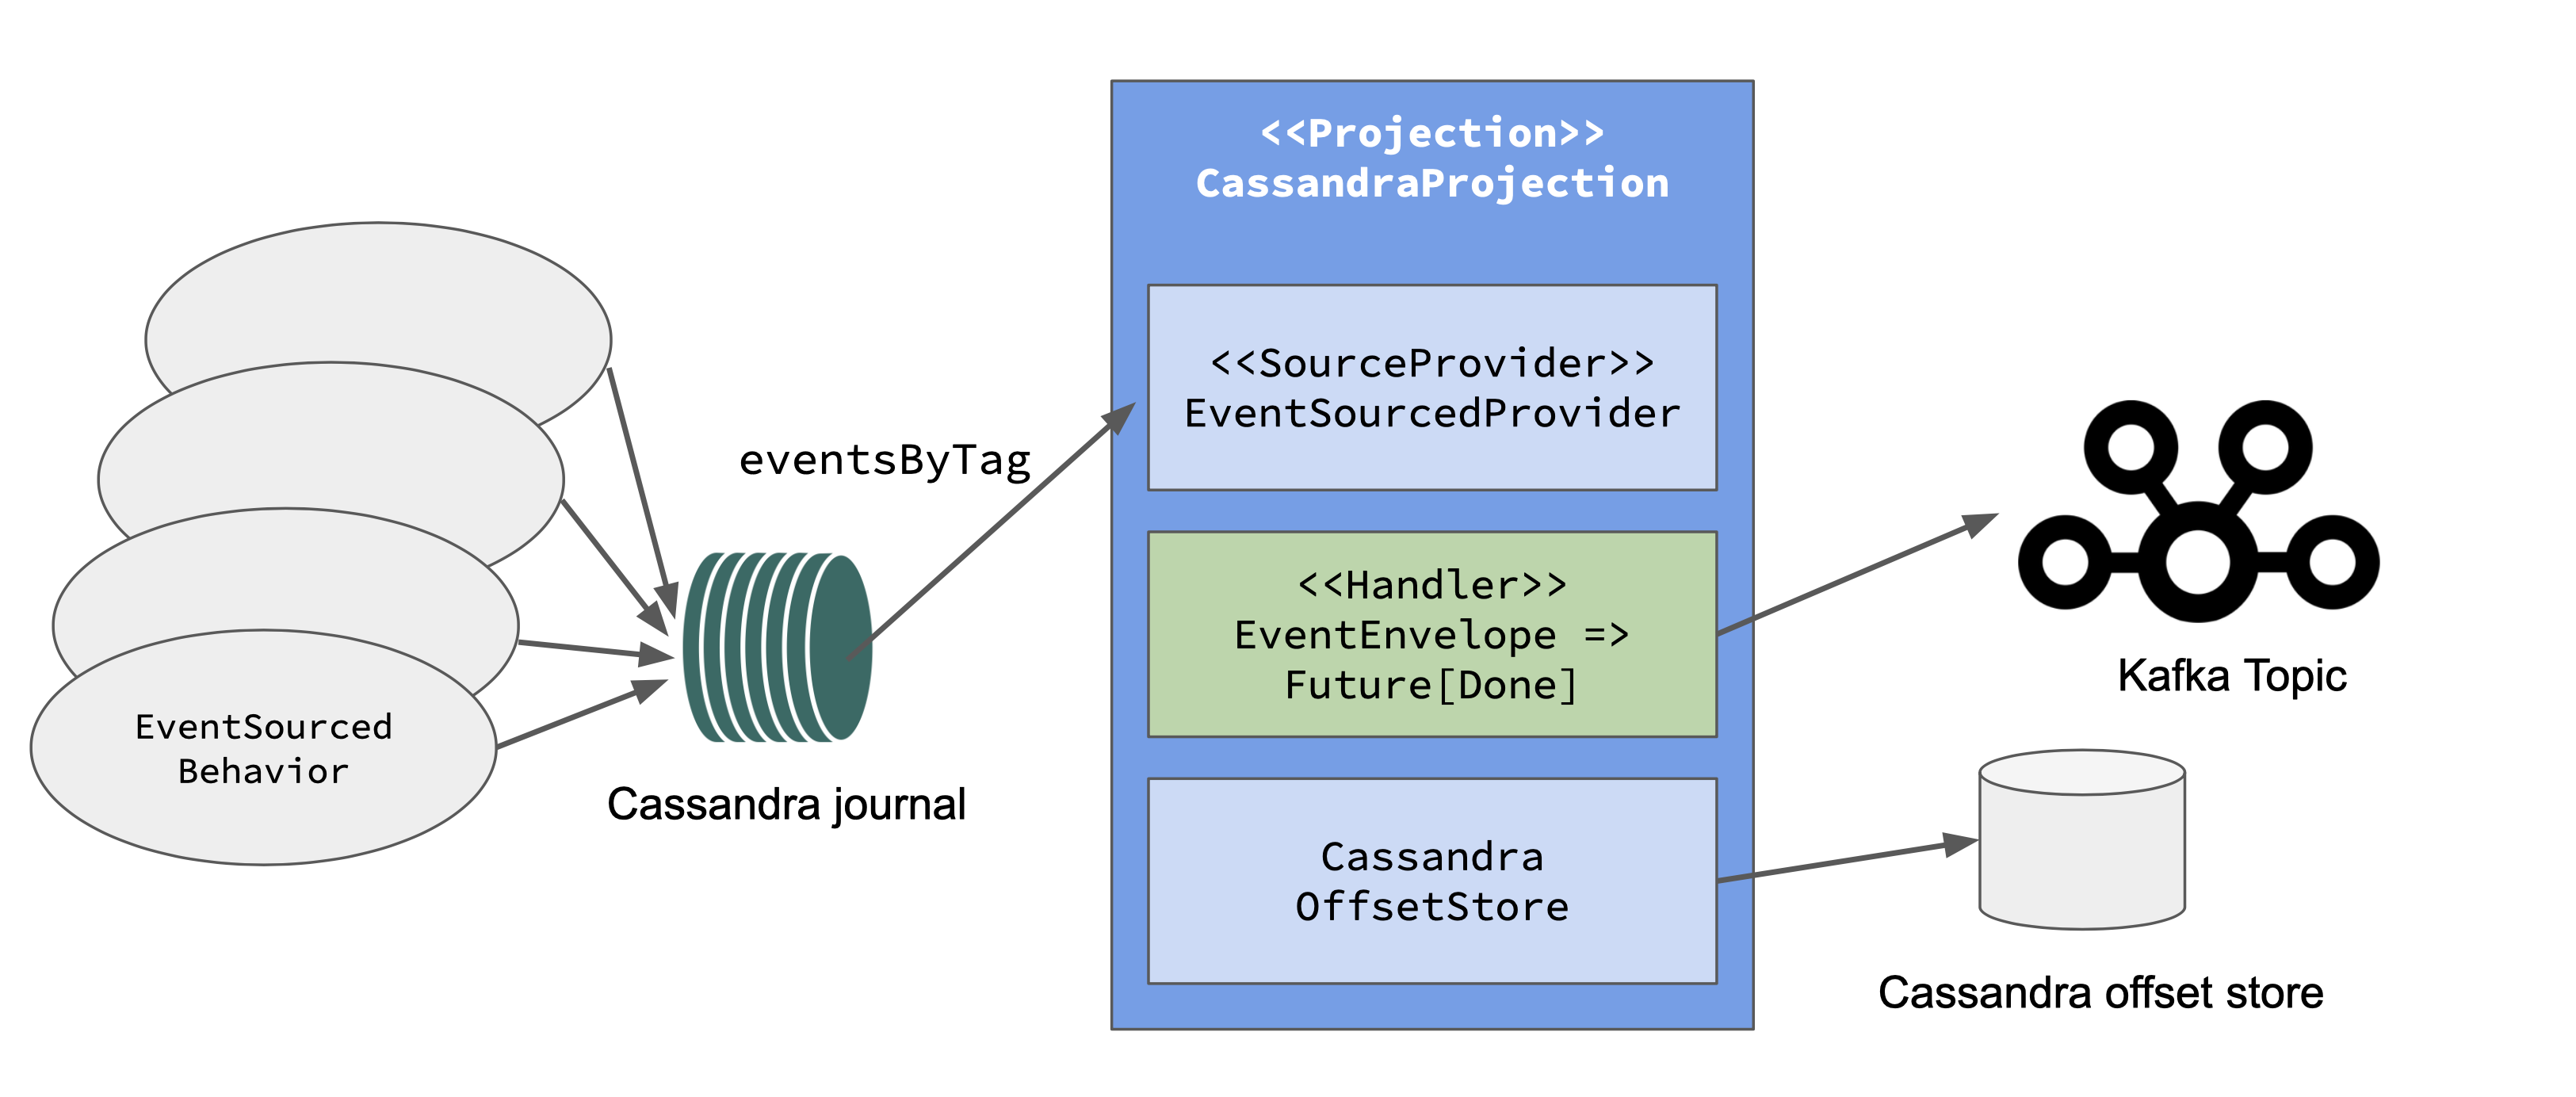 EventSourced
Behavior
Cassandra journal
eventsByTag
<<Projection>>
CassandraProjection
<<SourceProvider>>
EventSourcedProvider
<<Handler>>
EventEnvelope =>
Future[Done]
Cassandra
OffsetStore
Kafka Topic
Cassandra offset store